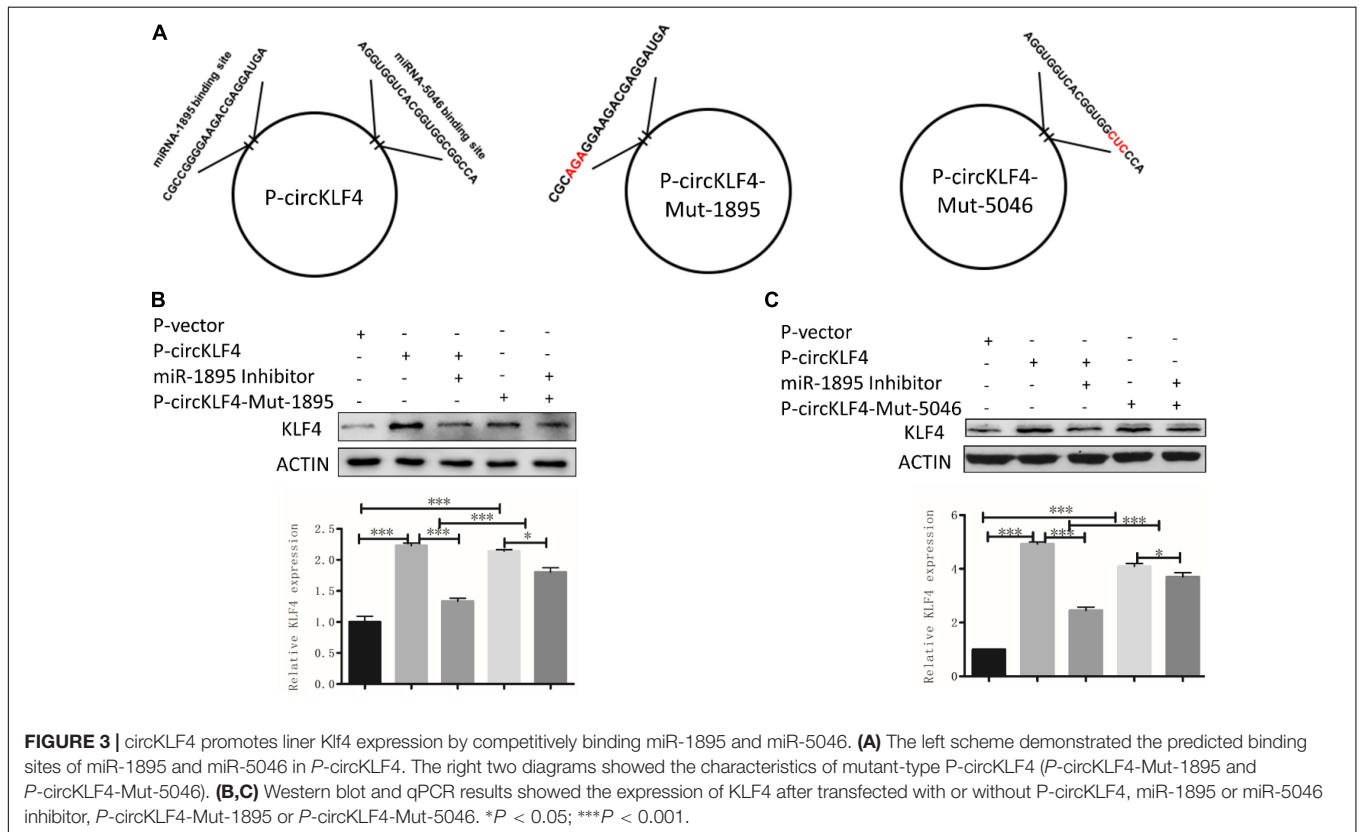 A
miRNA-1895 binding site
CGCCGGGGAAGACGAGGAUGA
AGGUGGUCACGGUGGCGGCCA
miRNA-5046 binding site
P-circKLF4
CGCAGAGGAAGACGAGGAUGA
P-circKLF4-
Mut-1895
AGGUGGUCACGGUGGCUCCCA
P-circKLF4-
Mut-5046
B
P-vector + - - - -
P-circKLF4 - + + - -
miR-1895 Inhibitor - - + - +
P-circKLF4-Mut-1895 - - - + +
KLF4
ACTIN
Relative KLF4 expression
2.5
2.0
1.5
1.0
0.5
0.0
***
***
*** *** *
C
P-vector + - - - -
P-circKLF4 - + + - -
miR-1895 Inhibitor - - + - +
P-circKLF4-Mut-5046 - - - + +
KLF4
ACTIN
Relative KLF4 expression
6
4
2
0
***
***
*** *** *
FIGURE 3 | circKLF4 promotes liner Klf4 expression by competitively binding miR-1895 and miR-5046. (A) The left scheme demonstrated the predicted binding
sites of miR-1895 and miR-5046 in P-circKLF4. The right two diagrams showed the characteristics of mutant-type P-circKLF4 (P-circKLF4-Mut-1895 and
P-circKLF4-Mut-5046). (B,C) Western blot and qPCR results showed the expression of KLF4 after transfected with or without P-circKLF4, miR-1895 or miR-5046
inhibitor, P-circKLF4-Mut-1895 or P-circKLF4-Mut-5046. *P < 0.05; ***P < 0.001.